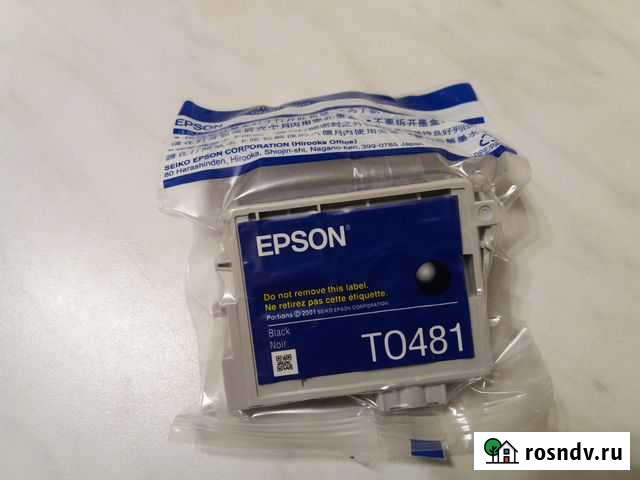 EPSON
SEIKO EPSON CORPORATION (Hirooka Office)
80 Harashinden, Hirooka, Shiojiri-shi, Nagano-ken, 399-0785 Japan
EPSON
Do not remove this label.
Ne retirez pas cette étiquette.
Portions © 2001 SEIKO EPSON CORPORATION
Black
Noir
T0481
rosndv.ru